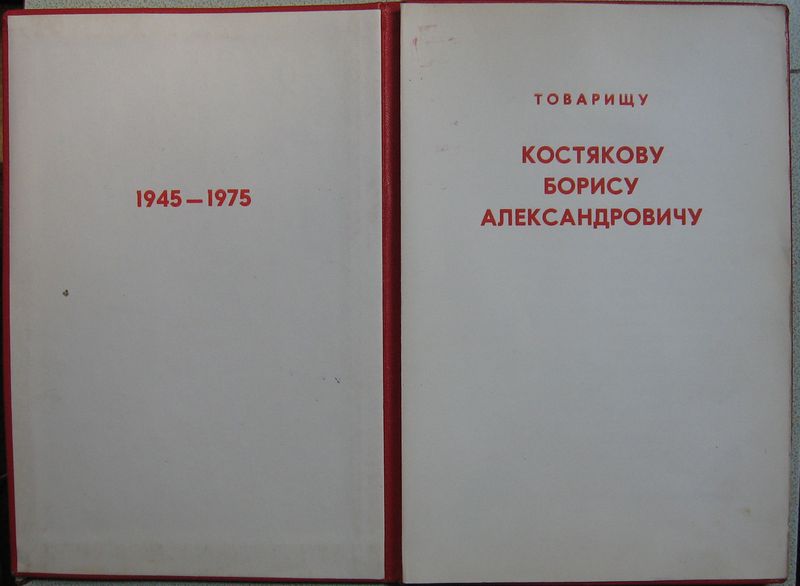 1945 — 1975
ТОВАРИЩУ
КОСТЯКОВУ
БОРИСУ
АЛЕКСАНДРОВИЧУ